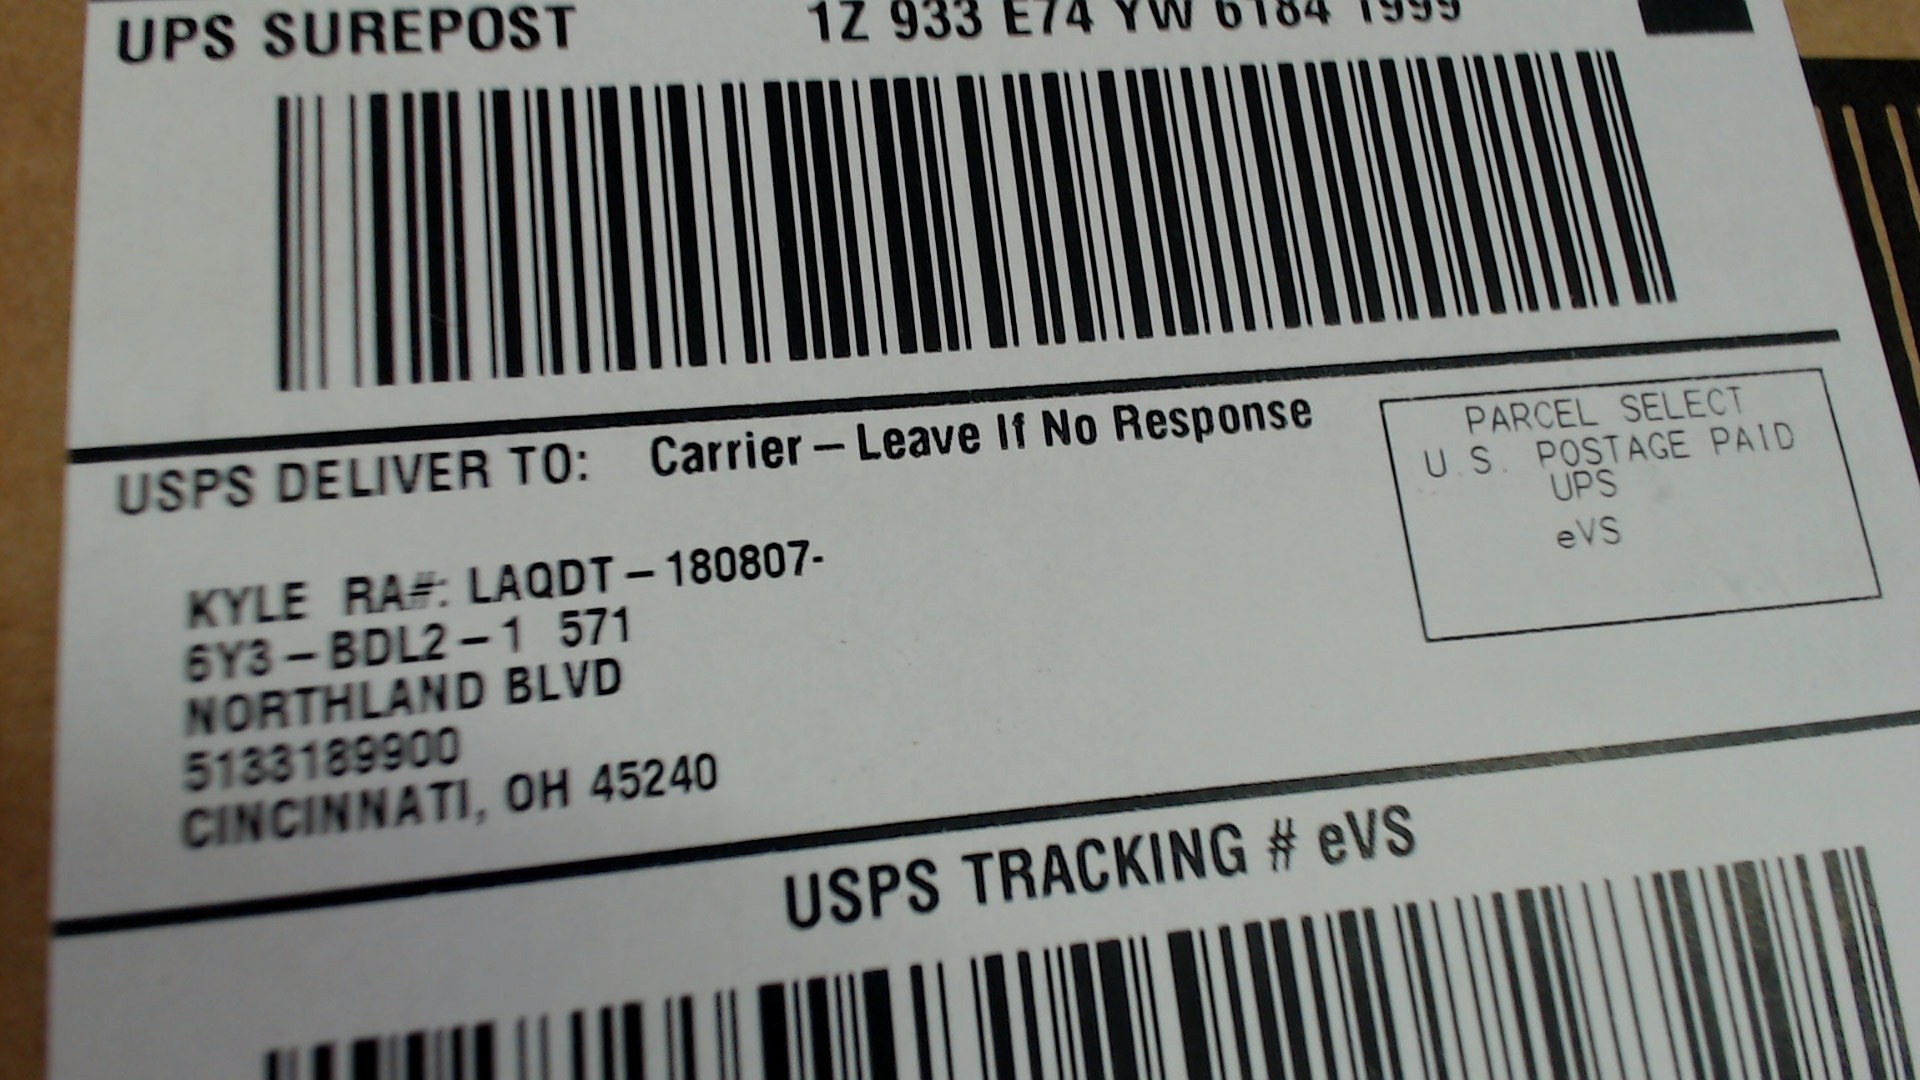 UPS SUREPOST 1Z 933 E74 YW 6184 1999
USPS DELIVER TO: Carrier – Leave If No Response
PARCEL SELECT
U.S. POSTAGE PAID
UPS
eVS
KYLE RA#: LAQDT – 180807-
6Y3 – BDL2 – 1 571
NORTHLAND BLVD
5133189900
CINCINNATI, OH 45240
USPS TRACKING # eVS